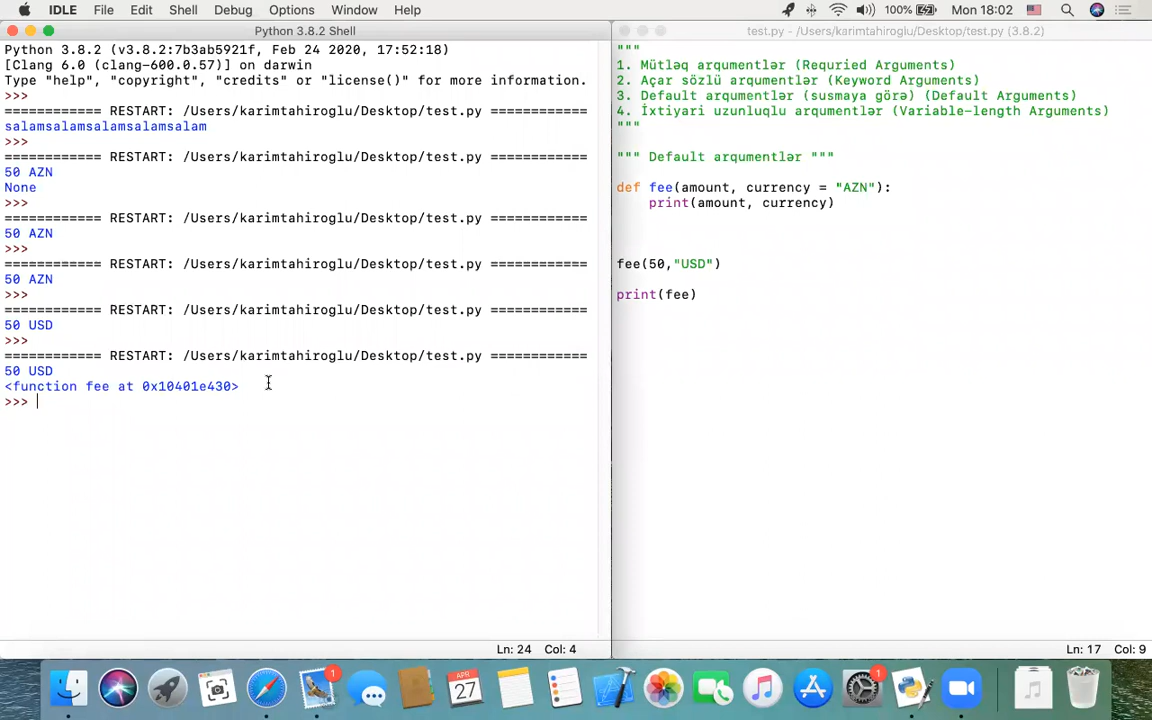 IDLE File Edit Shell Debug Options Window Help 100% Mon 18:02
Python 3.8.2 Shell
Python 3.8.2 (v3.8.2:7b3ab5921f, Feb 24 2020, 17:52:18)
[Clang 6.0 (clang-600.0.57)] on darwin
Type "help", "copyright", "credits" or "license()" for more information.
>>>
============ RESTART: /Users/karimtahiroglu/Desktop/test.py ============
salamsalamsalamsalamsalam
>>>
============ RESTART: /Users/karimtahiroglu/Desktop/test.py ============
50 AZN
None
>>>
============ RESTART: /Users/karimtahiroglu/Desktop/test.py ============
50 AZN
>>>
============ RESTART: /Users/karimtahiroglu/Desktop/test.py ============
50 AZN
>>>
============ RESTART: /Users/karimtahiroglu/Desktop/test.py ============
50 USD
>>>
============ RESTART: /Users/karimtahiroglu/Desktop/test.py ============
50 USD
<function fee at 0x10401e430>
>>>
Ln: 24 Col: 4
test.py - /Users/karimtahiroglu/Desktop/test.py (3.8.2)
"""
1. Mütləq arqumentlər (Requried Arguments)
2. Açar sözlü arqumentlər (Keyword Arguments)
3. Default arqumentlər (susmaya görə) (Default Arguments)
4. İxtiyari uzunluqlu arqumentlər (Variable-length Arguments)
"""
""" Default arqumentlər """
def fee(amount, currency = "AZN"):
    print(amount, currency)
fee(50,"USD")
print(fee)
Ln: 17 Col: 9
1
APR
27
1